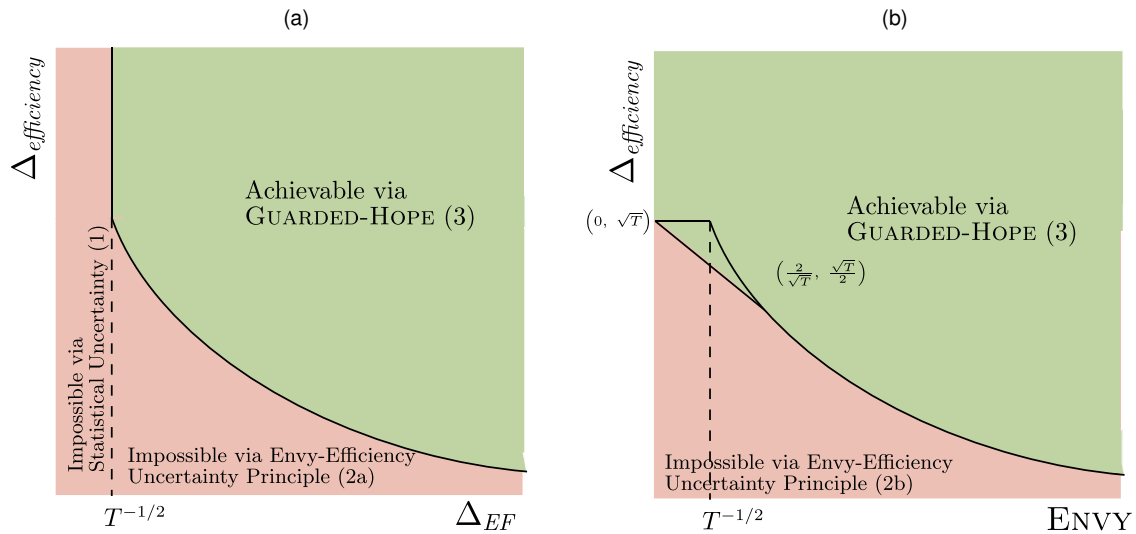 (a)
Δefficiency
Achievable via
GUARDED-HOPE (3)
Impossible via
Statistical Uncertainty (1)
Impossible via Envy-Efficiency
Uncertainty Principle (2a)
T^{-1/2}
Δ_{EF}
(b)
Δefficiency
(0, √T)
Achievable via
GUARDED-HOPE (3)
(2/√T, √T/2)
Impossible via Envy-Efficiency
Uncertainty Principle (2b)
T^{-1/2}
ENVY